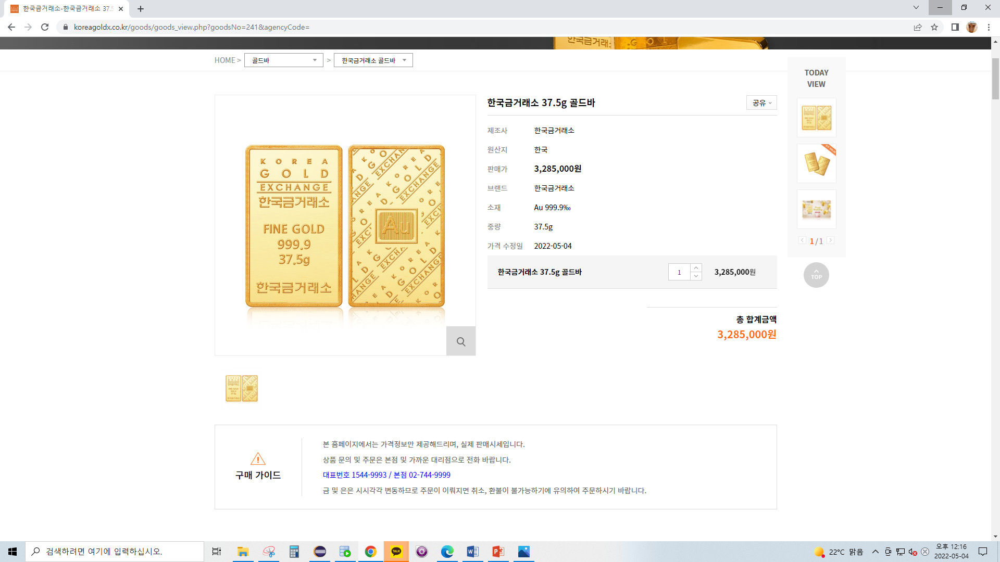 한국금거래소-한국금거래소 37.5
koreagoldx.co.kr/goods/goods_view.php?goodsNo=241&agencyCode=
한국금거래소
GOLD
HOME > 골드바 > 한국금거래소 골드바
TODAY
VIEW
한국금거래소 37.5g 골드바
공유
제조사 한국금거래소
원산지 한국
판매가 3,285,000원
브랜드 한국금거래소
소재 Au 999.9‰
중량 37.5g
가격 수정일 2022-05-04
한국금거래소 37.5g 골드바 1 3,285,000원
총 합계금액
3,285,000원
1/1
TOP
KOREA
GOLD
EXCHANGE
한국금거래소
FINE GOLD
999.9
37.5g
한국금거래소
KOREA
GOLD
EXCHANGE
Au
구매 가이드
본 홈페이지에서는 가격정보만 제공해드리며, 실제 판매시세입니다.
상품 문의 및 주문은 본점 및 가까운 대리점으로 전화 바랍니다.
대표번호 1544-9993 / 본점 02-744-9999
금 및 은은 시시각각 변동하므로 주문이 이뤄지면 취소, 환불이 불가능하기에 유의하여 주문하시기 바랍니다.
검색하려면 여기에 입력하십시오.
TALK
22°C 맑음
오후 12:16
2022-05-04